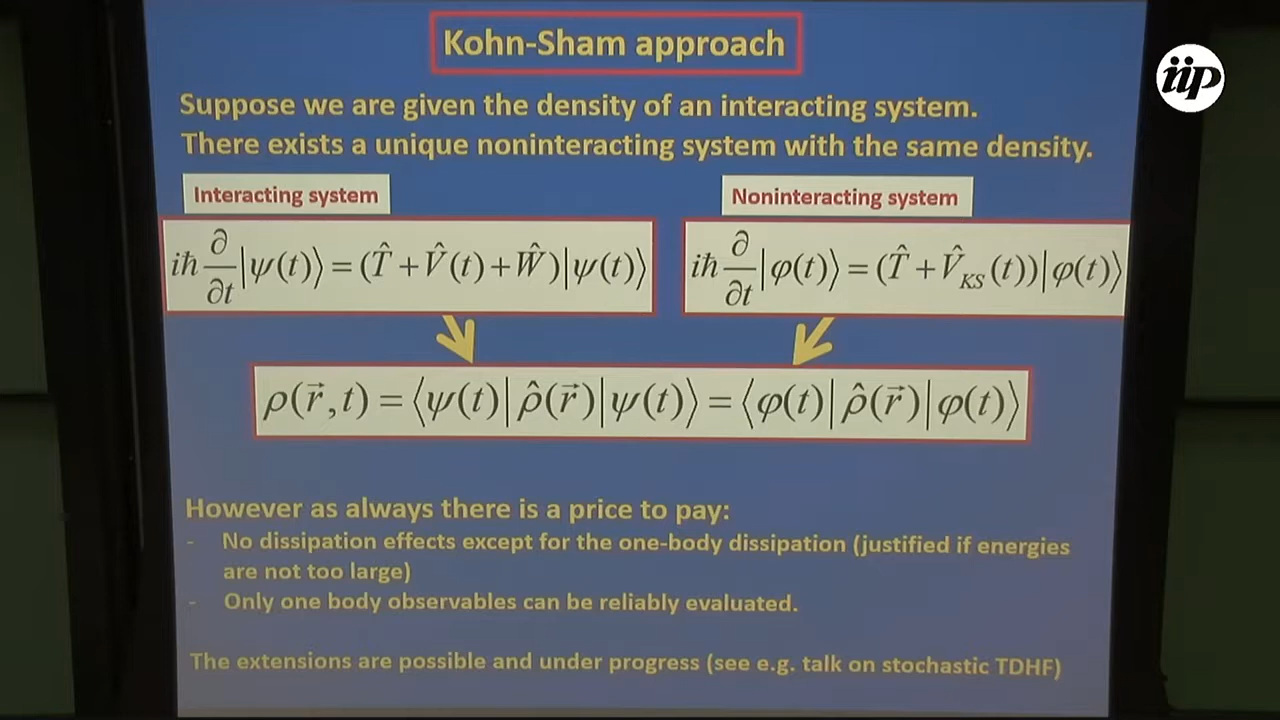 Kohn-Sham approach
iip
Suppose we are given the density of an interacting system.
There exists a unique noninteracting system with the same density.
Interacting system
Noninteracting system
iħ ∂/∂t |ψ(t)⟩ = (T̂ + V̂(t) + Ŵ)|ψ(t)⟩
iħ ∂/∂t |φ(t)⟩ = (T̂ + V̂_KS(t))|φ(t)⟩
ρ(r⃗,t) = ⟨ψ(t)|ρ̂(r⃗)|ψ(t)⟩ = ⟨φ(t)|ρ̂(r⃗)|φ(t)⟩
However as always there is a price to pay:
- No dissipation effects except for the one-body dissipation (justified if energies
are not too large)
- Only one body observables can be reliably evaluated.
The extensions are possible and under progress (see e.g. talk on stochastic TDHF)